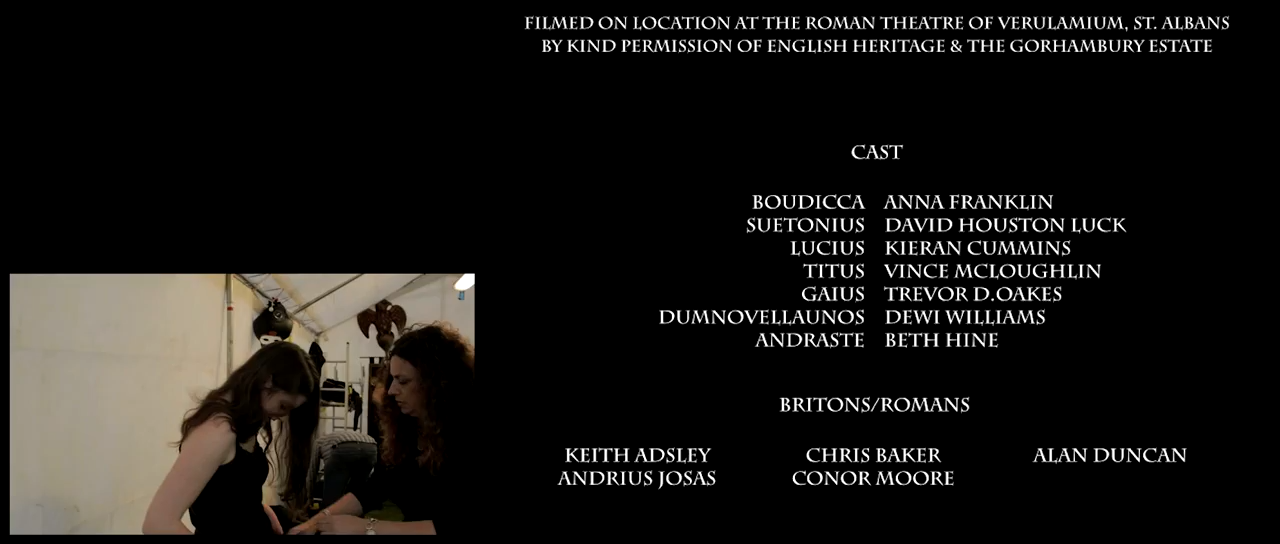 FILMED ON LOCATION AT THE ROMAN THEATRE OF VERULAMIUM, ST. ALBANS
BY KIND PERMISSION OF ENGLISH HERITAGE & THE GORHAMBURY ESTATE
CAST
BOUDICCA ANNA FRANKLIN
SUETONIUS DAVID HOUSTON LUCK
LUCIUS KIERAN CUMMINS
TITUS VINCE MCLOUGHLIN
GAIUS TREVOR D.OAKES
DUMNOVELLAUNOS DEWI WILLIAMS
ANDRASTE BETH HINE
BRITONS/ROMANS
KEITH ADSLEY CHRIS BAKER ALAN DUNCAN
ANDRIUS JOSAS CONOR MOORE